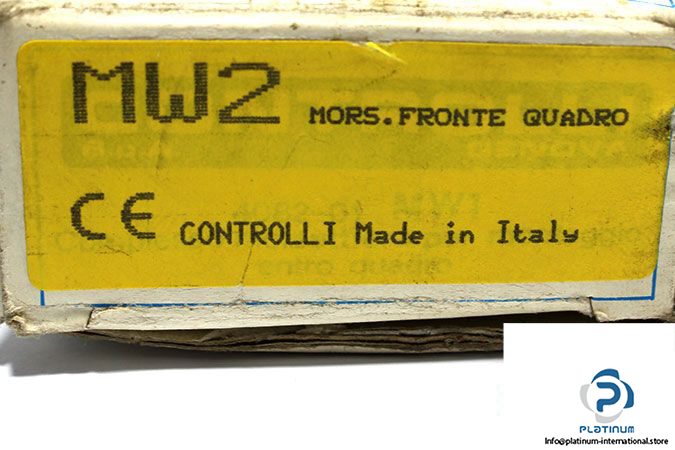 MW2 MORS.FRONTE QUADRO
CE CONTROLLI Made in Italy
PLATINUM
Info@platinum-international.store